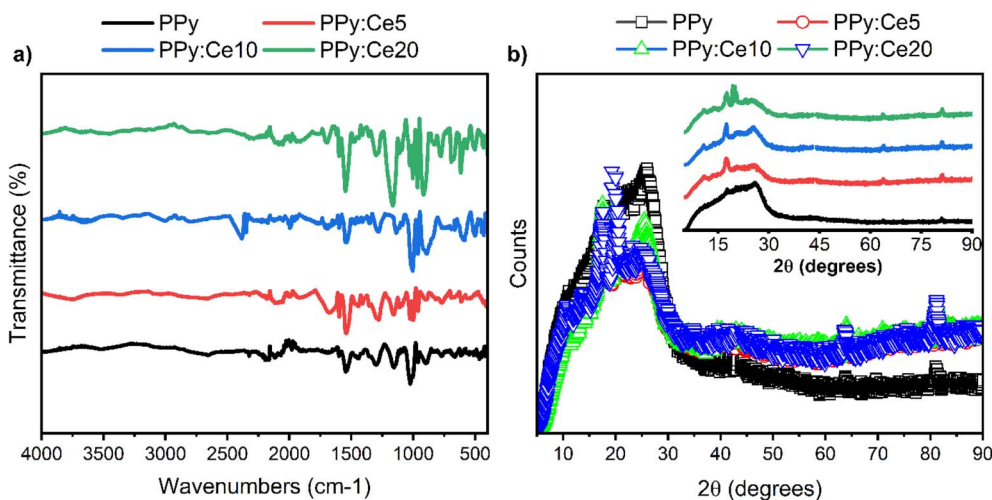 PPy PPy:Ce5
PPy:Ce10 PPy:Ce20
a)
Transmittance (%)
4000 3500 3000 2500 2000 1500 1000 500
Wavenumbers (cm-1)
PPy PPy:Ce5
PPy:Ce10 PPy:Ce20
b)
Counts
15 30 45 60 75 90
2θ (degrees)
10 20 30 40 50 60 70 80 90
2θ (degrees)